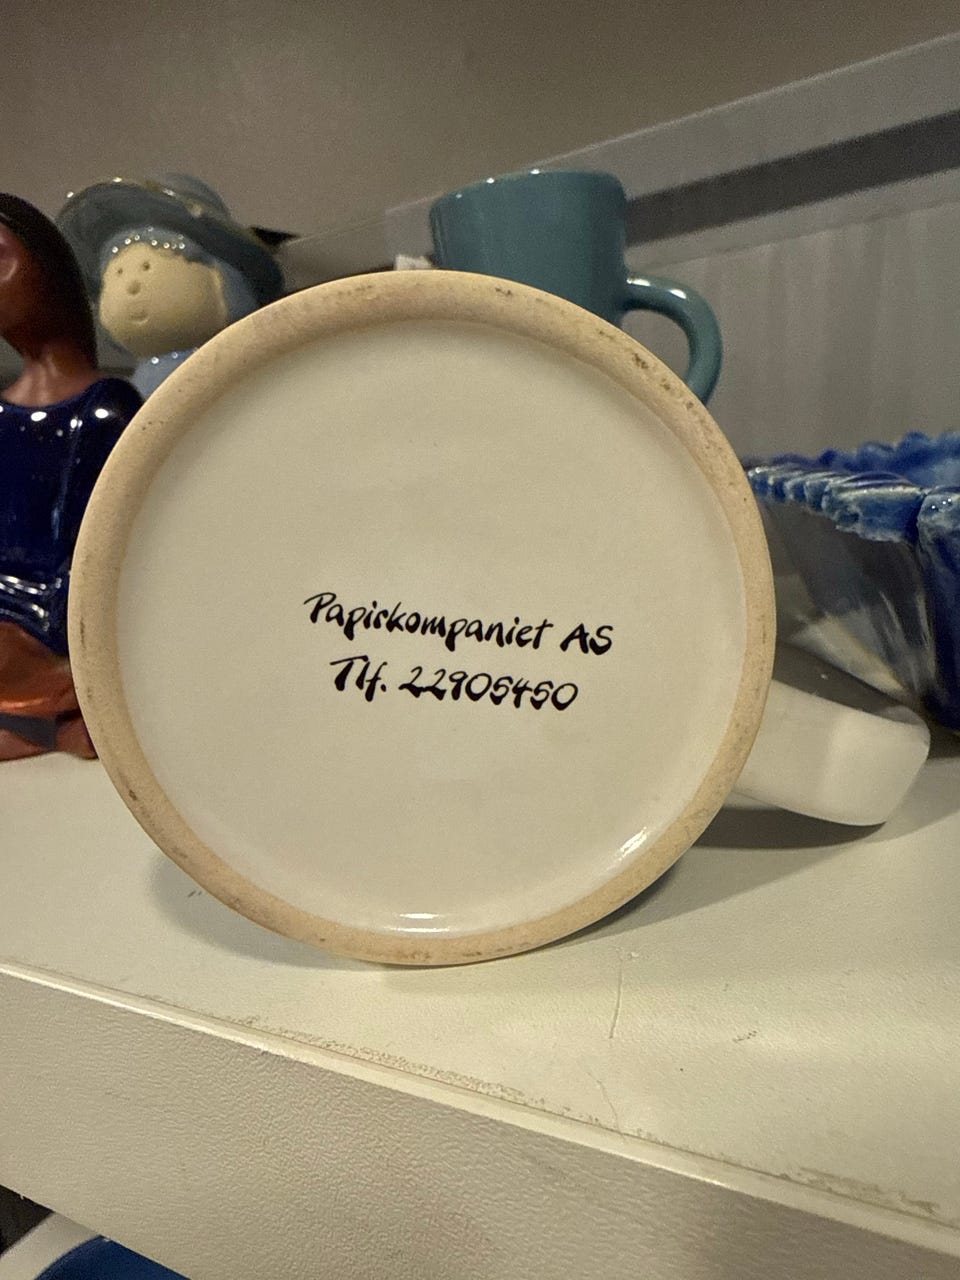 Papirkompaniet AS
Tlf. 22905450